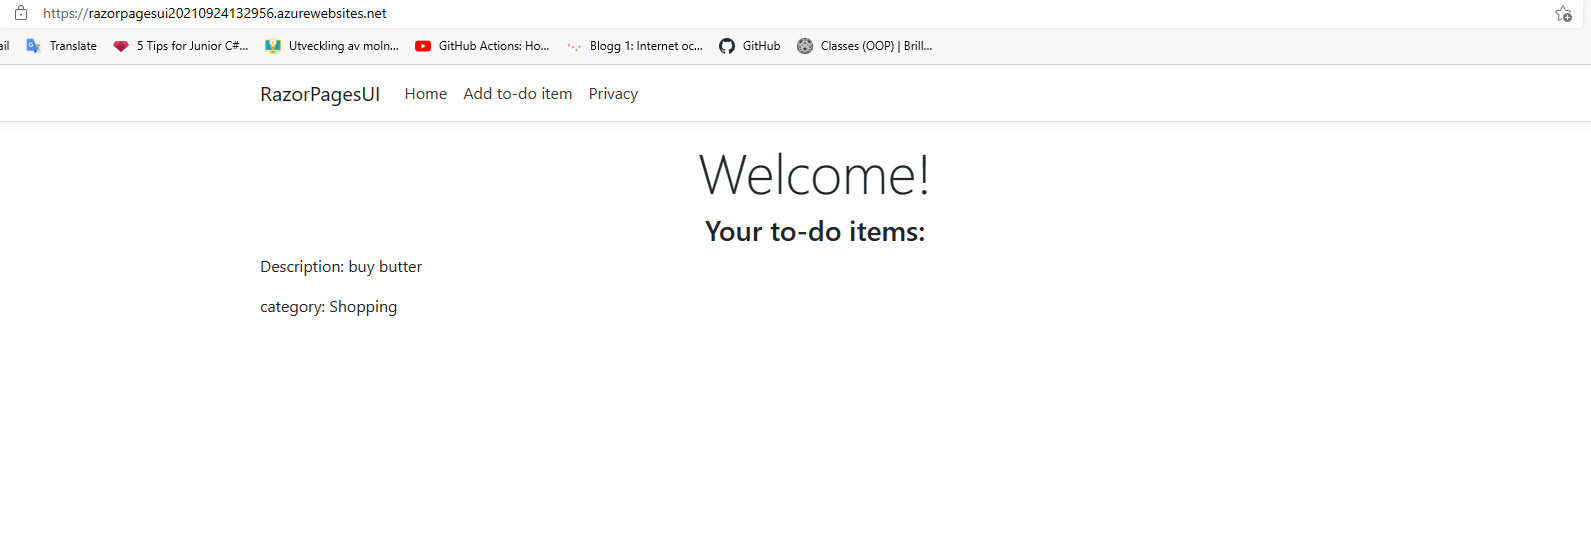 https://razorpagesui20210924132956.azurewebsites.net
ail Translate 5 Tips for Junior C#... Utveckling av moln... GitHub Actions: Ho... Blogg 1: Internet oc... GitHub Classes (OOP) | Brill...
RazorPagesUI Home Add to-do item Privacy
Welcome!
Your to-do items:
Description: buy butter
category: Shopping